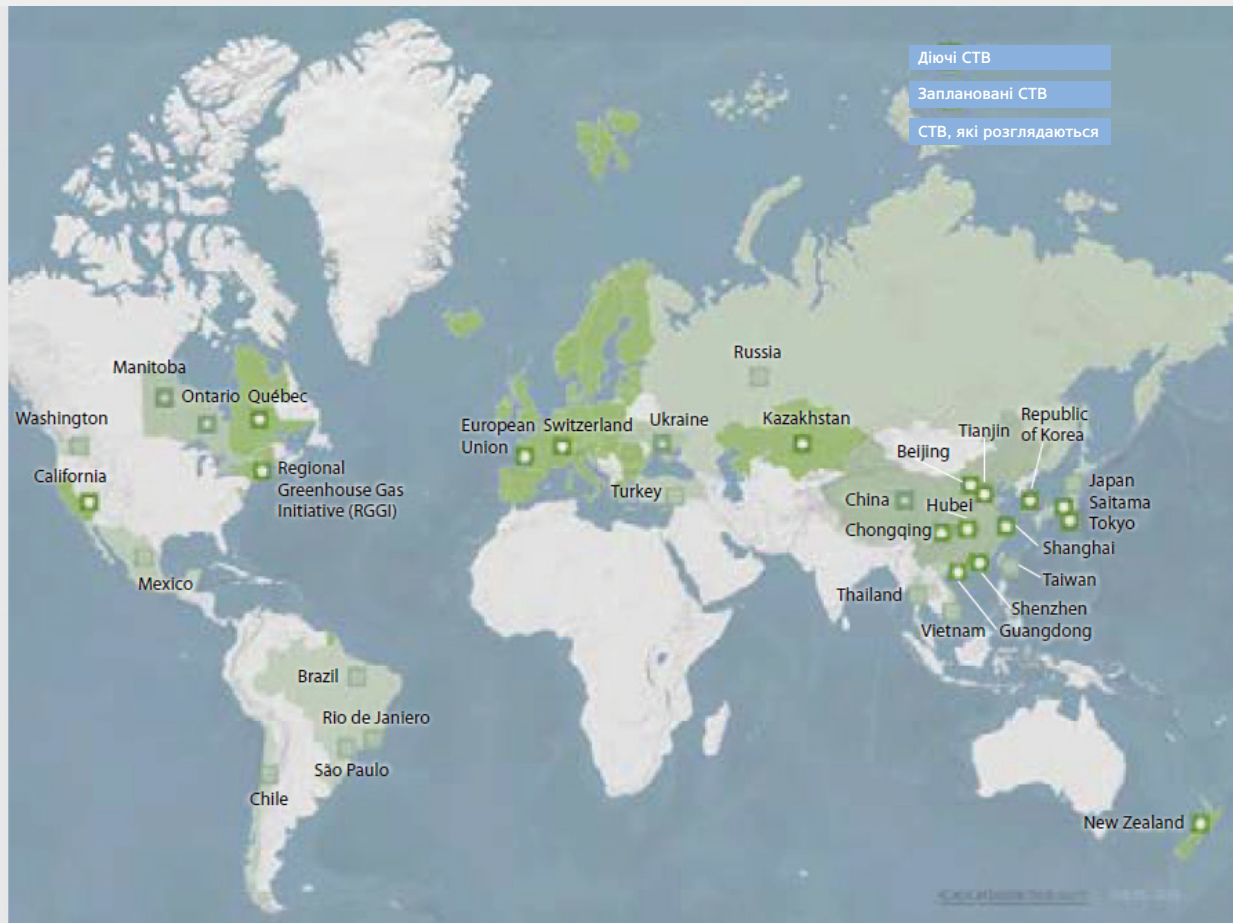 Діючі СТВ
Заплановані СТВ
СТВ, які розглядаються
Manitoba
Ontario
Québec
Washington
California
Regional
Greenhouse Gas
Initiative (RGGI)
Mexico
Brazil
Rio de Janiero
São Paulo
Chile
European
Union
Switzerland
Ukraine
Turkey
Russia
Kazakhstan
Beijing
Tianjin
Republic
of Korea
China
Hubei
Chongqing
Japan
Saitama
Tokyo
Shanghai
Taiwan
Thailand
Shenzhen
Vietnam
Guangdong
New Zealand